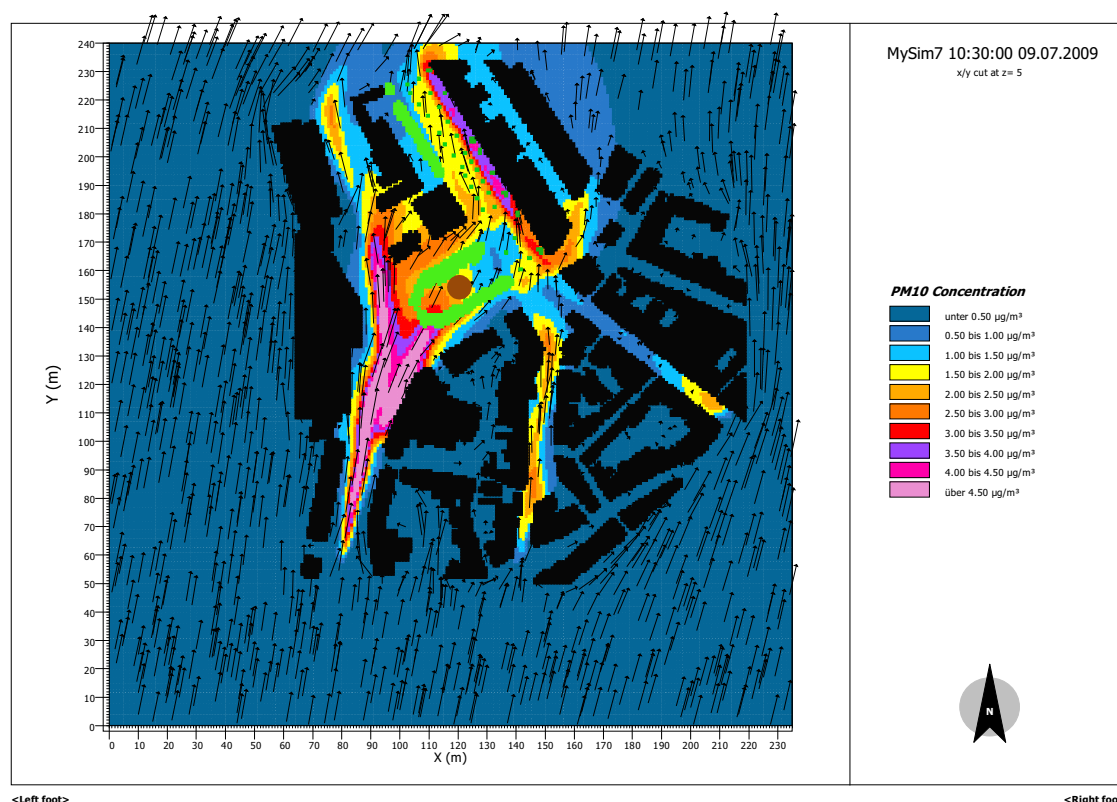 MySim7 10:30:00 09.07.2009
x/y cut at z= 5
240
230
220
210
200
190
180
170
160
150
140
130
120
110
100
90
80
70
60
50
40
30
20
10
0
Y (m)
0 10 20 30 40 50 60 70 80 90 100 110 120 130 140 150 160 170 180 190 200 210 220 230
X (m)
PM10 Concentration
unter 0.50 µg/m³
0.50 bis 1.00 µg/m³
1.00 bis 1.50 µg/m³
1.50 bis 2.00 µg/m³
2.00 bis 2.50 µg/m³
2.50 bis 3.00 µg/m³
3.00 bis 3.50 µg/m³
3.50 bis 4.00 µg/m³
4.00 bis 4.50 µg/m³
über 4.50 µg/m³
N
<Left foot>
<Right foo